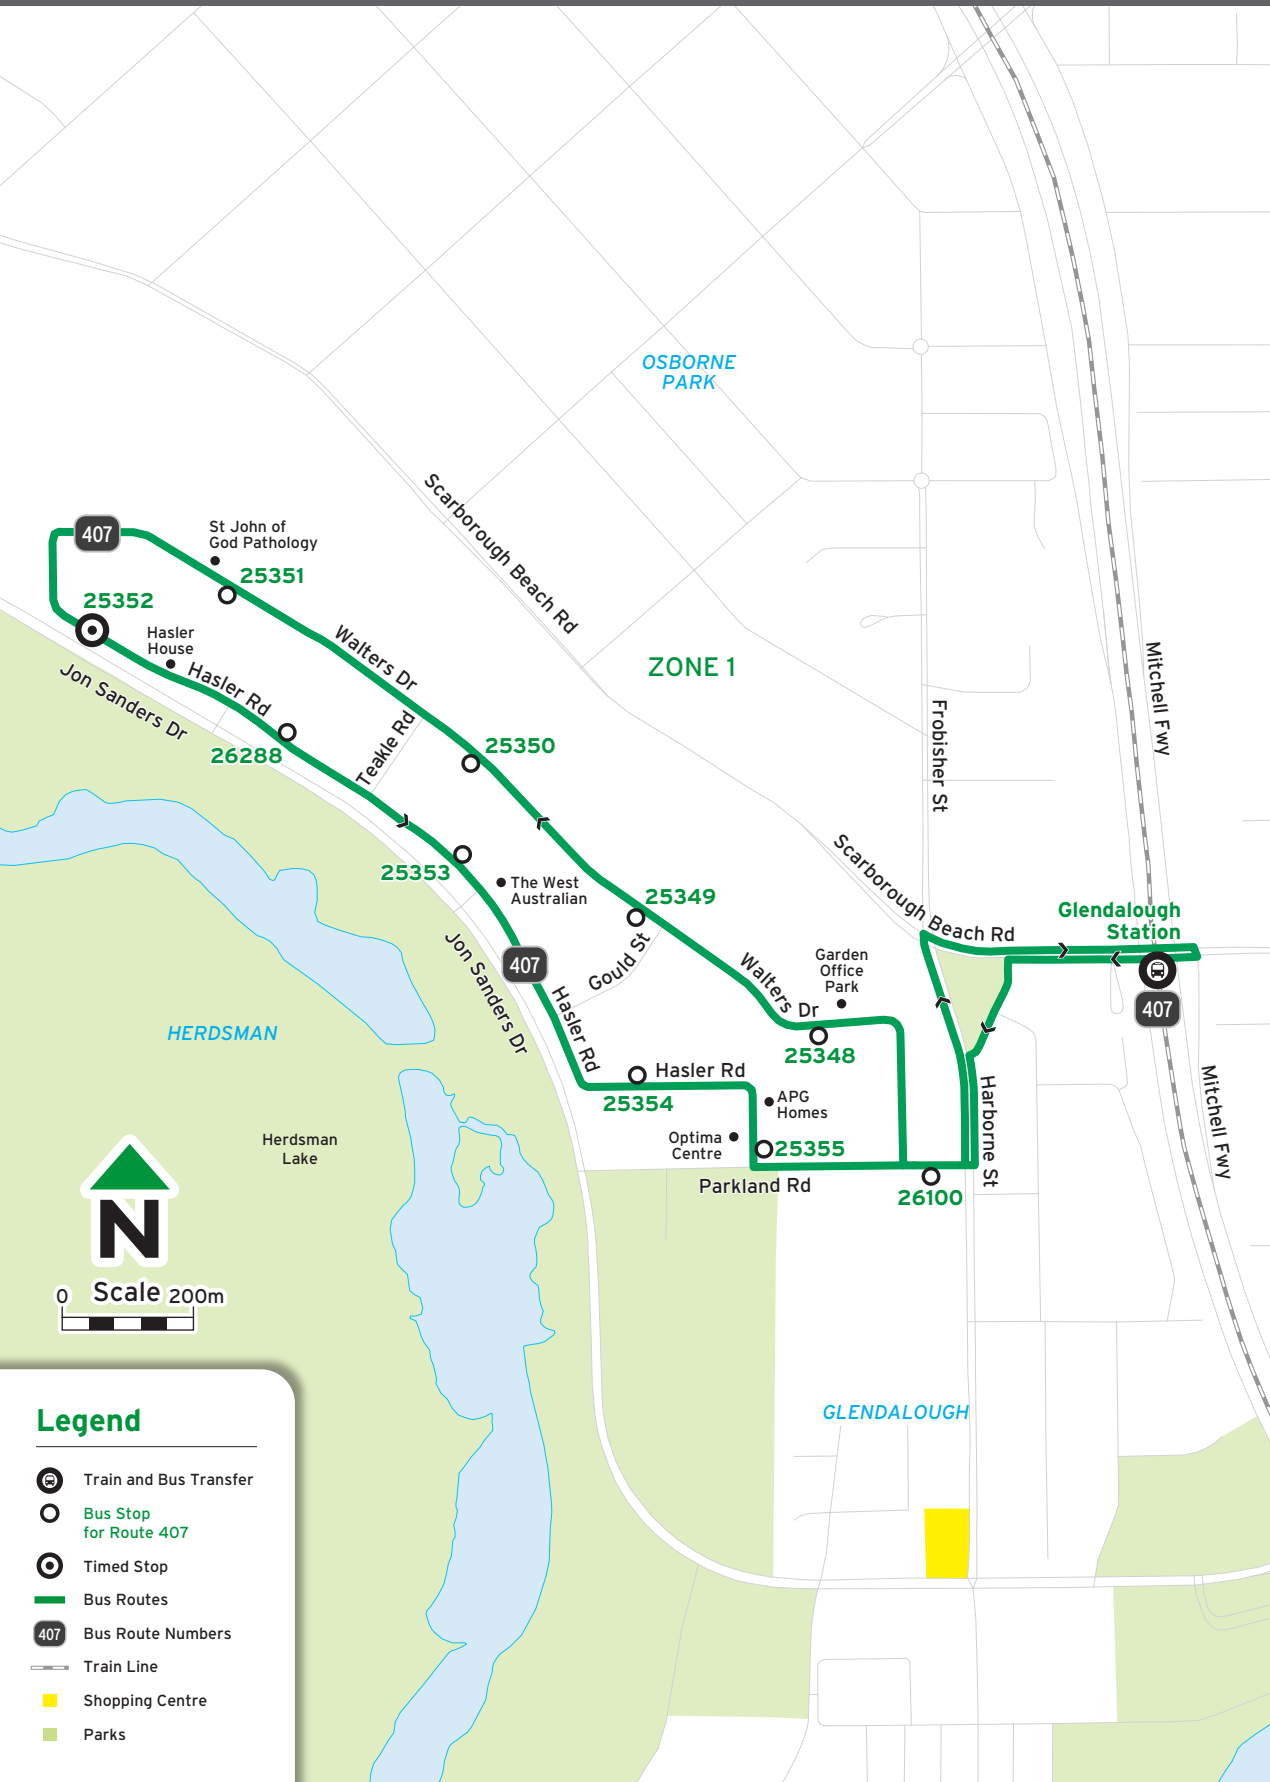 OSBORNE
PARK
Scarborough Beach Rd
407
St John of
God Pathology
25351
25352
Hasler
House
Hasler Rd
Jon Sanders Dr
26288
Walters Dr
Teakle Rd
25350
ZONE 1
Mitchell Fwy
Frobisher St
25353
The West
Australian
25349
Gould St
Scarborough Beach Rd
Glendalough
Station
407
407
Jon Sanders Dr
Hasler Rd
Walters Dr
Garden
Office
Park
25348
HERDSMAN
Hasler Rd
25354
APG
Homes
Optima
Centre
25355
Parkland Rd
26100
Harborne St
Mitchell Fwy
Herdsman
Lake
N
0 Scale 200m
GLENDALOUGH
Legend
Train and Bus Transfer
Bus Stop
for Route 407
Timed Stop
Bus Routes
407 Bus Route Numbers
Train Line
Shopping Centre
Parks